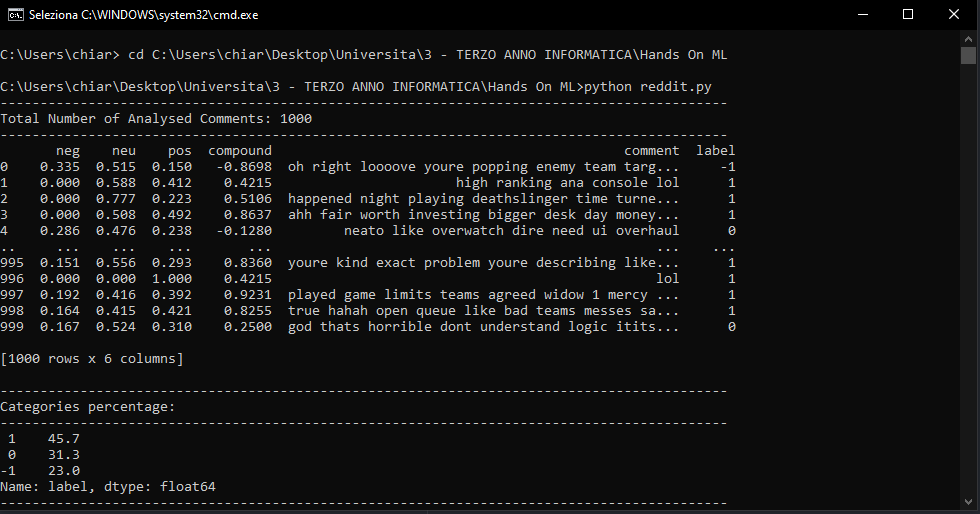 Seleziona C:\WINDOWS\system32\cmd.exe
C:\Users\chiar> cd C:\Users\chiar\Desktop\Universita\3 - TERZO ANNO INFORMATICA\Hands On ML
C:\Users\chiar\Desktop\Universita\3 - TERZO ANNO INFORMATICA\Hands On ML>python reddit.py
-------------------------------------------------------------------------------------------
Total Number of Analysed Comments: 1000
-------------------------------------------------------------------------------------------
       neg    neu    pos  compound                                            comment  label
0    0.335  0.515  0.150   -0.8698  oh right loooove youre popping enemy team targ...     -1
1    0.000  0.588  0.412    0.4215                       high ranking ana console lol      1
2    0.000  0.777  0.223    0.5106  happened night playing deathslinger time turne...      1
3    0.000  0.508  0.492    0.8637  ahh fair worth investing bigger desk day money...      1
4    0.286  0.476  0.238   -0.1280         neato like overwatch dire need ui overhaul      0
..     ...    ...    ...       ...                                                ...    ...
995  0.151  0.556  0.293    0.8360  youre kind exact problem youre describing like...      1
996  0.000  0.000  1.000    0.4215                                                lol      1
997  0.192  0.416  0.392    0.9231  played game limits teams agreed widow 1 mercy ...      1
998  0.164  0.415  0.421    0.8255  true hahah open queue like bad teams messes sa...      1
999  0.167  0.524  0.310    0.2500  god thats horrible dont understand logic itits...      0
[1000 rows x 6 columns]
-------------------------------------------------------------------------------------------
Categories percentage:
-------------------------------------------------------------------------------------------
 1    45.7
 0    31.3
-1    23.0
Name: label, dtype: float64
-------------------------------------------------------------------------------------------